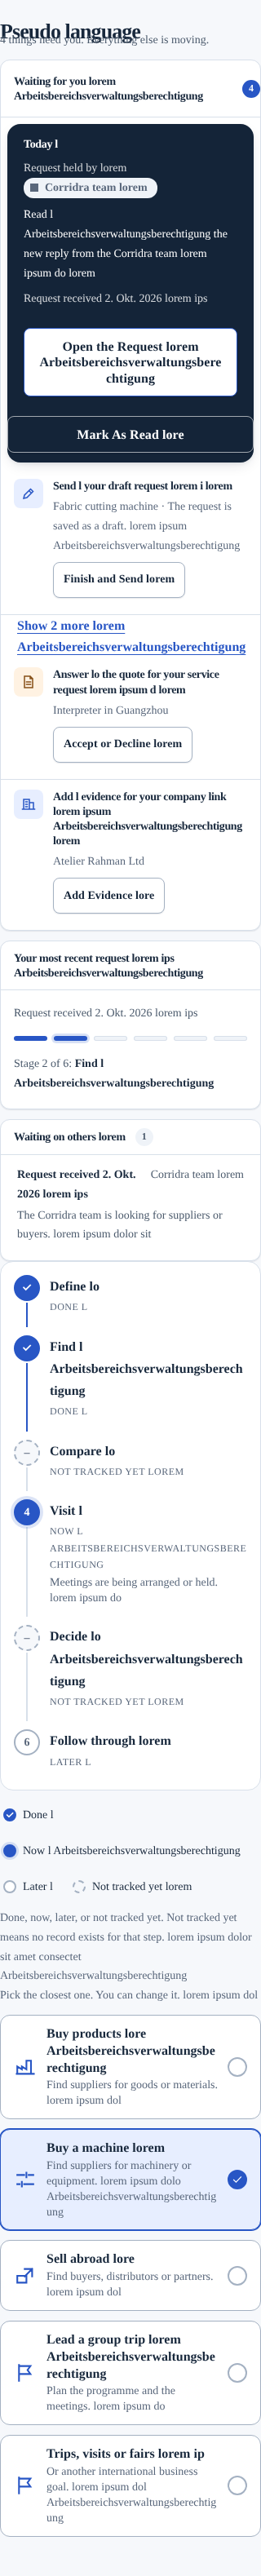 Pseudo language
4 things need you. Everything else is moving.
Waiting for you lorem
Arbeitsbereichsverwaltungsberechtigung
4
Today l
Request held by lorem
Corridra team lorem
Read l
Arbeitsbereichsverwaltungsberechtigung the
new reply from the Corridra team lorem
ipsum do lorem
Request received 2. Okt. 2026 lorem ips
Open the Request lorem
Arbeitsbereichsverwaltungsbere
chtigung
Mark As Read lore
Send l your draft request lorem i lorem
Fabric cutting machine · The request is
saved as a draft. lorem ipsum
Arbeitsbereichsverwaltungsberechtigung
Finish and Send lorem
Show 2 more lorem
Arbeitsbereichsverwaltungsberechtigung
Answer lo the quote for your service
request lorem ipsum d lorem
Interpreter in Guangzhou
Accept or Decline lorem
Add l evidence for your company link
lorem ipsum
Arbeitsbereichsverwaltungsberechtigung
lorem
Atelier Rahman Ltd
Add Evidence lore
Your most recent request lorem ips
Arbeitsbereichsverwaltungsberechtigung
Request received 2. Okt. 2026 lorem ips
Stage 2 of 6: Find l
Arbeitsbereichsverwaltungsberechtigung
Waiting on others lorem 1
Request received 2. Okt. Corridra team lorem
2026 lorem ips
The Corridra team is looking for suppliers or
buyers. lorem ipsum dolor sit
Define lo
DONE L
Find l
Arbeitsbereichsverwaltungsberech
tigung
DONE L
Compare lo
NOT TRACKED YET LOREM
4
Visit l
NOW L
ARBEITSBEREICHSVERWALTUNGSBERE
CHTIGUNG
Meetings are being arranged or held.
lorem ipsum do
Decide lo
Arbeitsbereichsverwaltungsberech
tigung
NOT TRACKED YET LOREM
6
Follow through lorem
LATER L
Done l
Now l Arbeitsbereichsverwaltungsberechtigung
Later l Not tracked yet lorem
Done, now, later, or not tracked yet. Not tracked yet
means no record exists for that step. lorem ipsum dolor
sit amet consectet
Arbeitsbereichsverwaltungsberechtigung
Pick the closest one. You can change it. lorem ipsum dol
Buy products lore
Arbeitsbereichsverwaltungsbe
rechtigung
Find suppliers for goods or materials.
lorem ipsum dol
Buy a machine lorem
Find suppliers for machinery or
equipment. lorem ipsum dolo
Arbeitsbereichsverwaltungsberechtig
ung
Sell abroad lore
Find buyers, distributors or partners.
lorem ipsum dol
Lead a group trip lorem
Arbeitsbereichsverwaltungsbe
rechtigung
Plan the programme and the
meetings. lorem ipsum do
Trips, visits or fairs lorem ip
Or another international business
goal. lorem ipsum dol
Arbeitsbereichsverwaltungsberechtig
ung